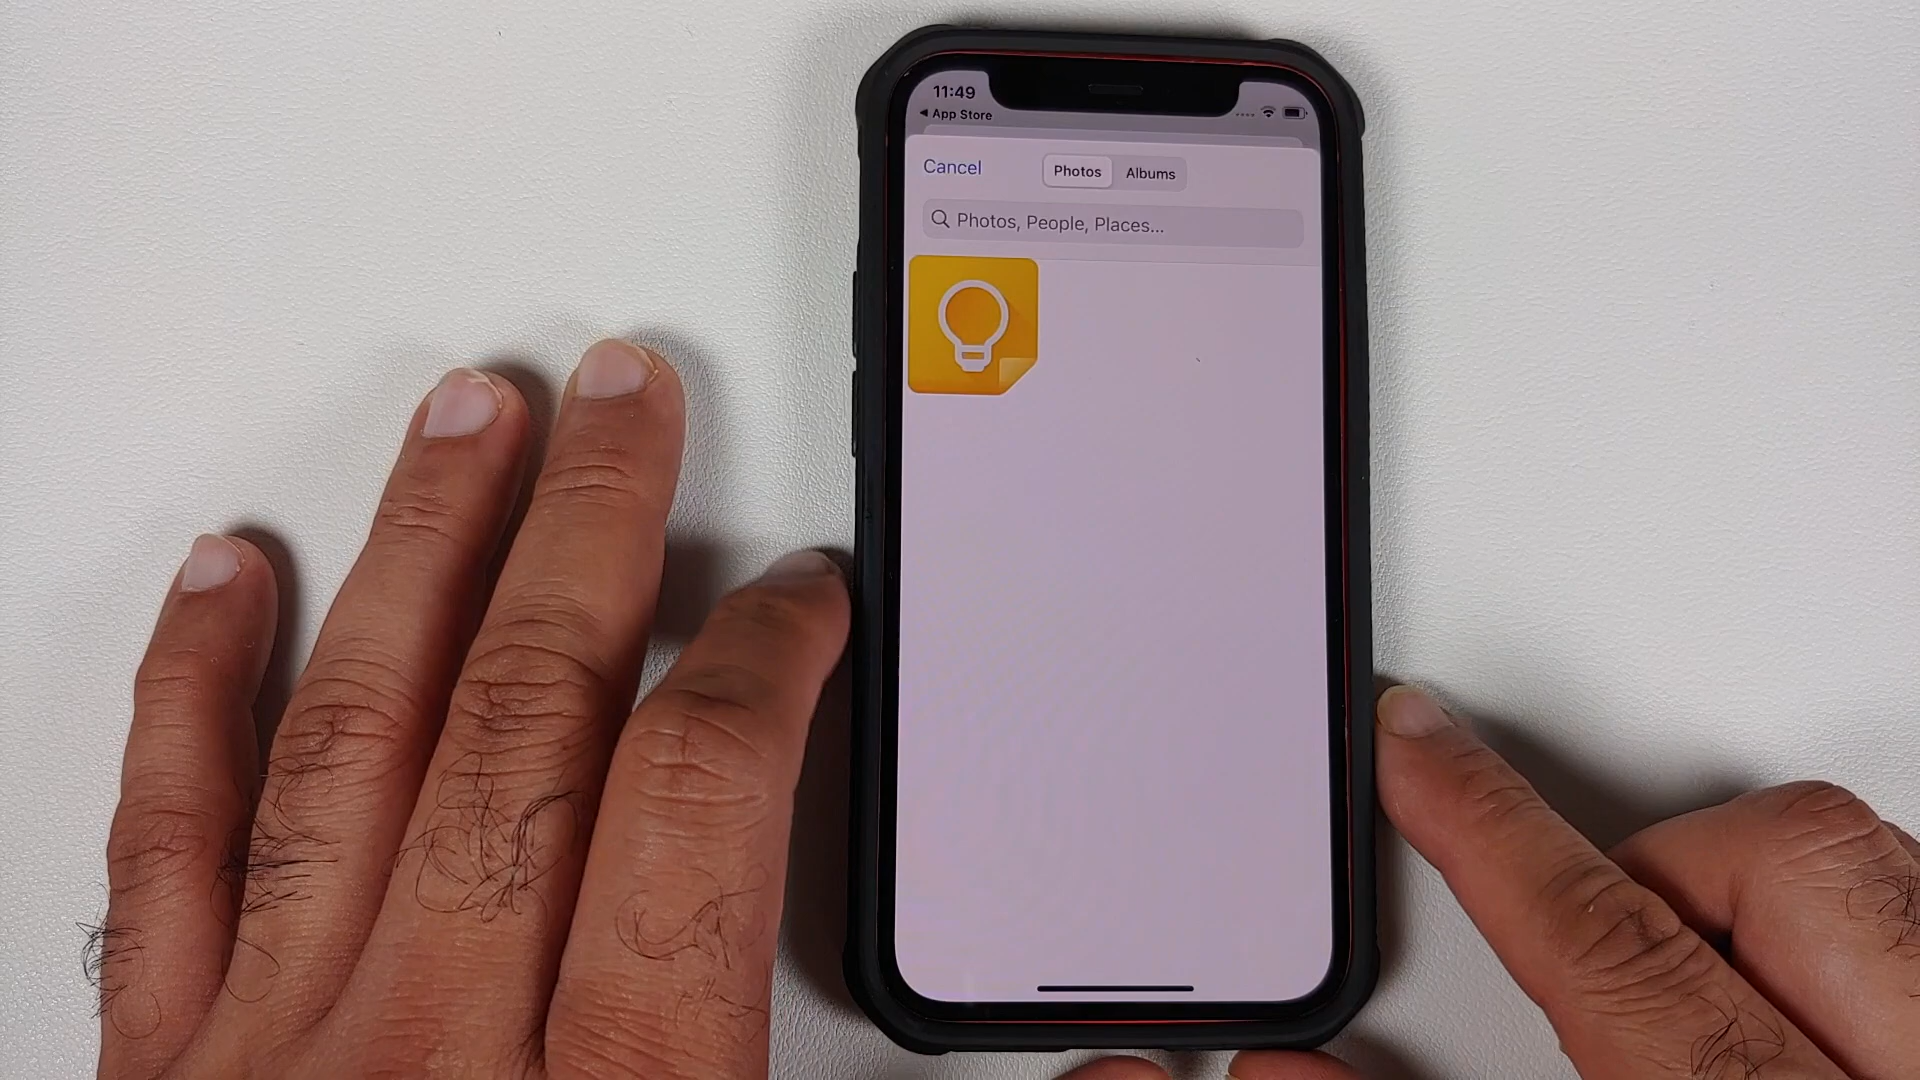 11:49
◀ App Store
Cancel
Photos
Albums
Photos, People, Places...